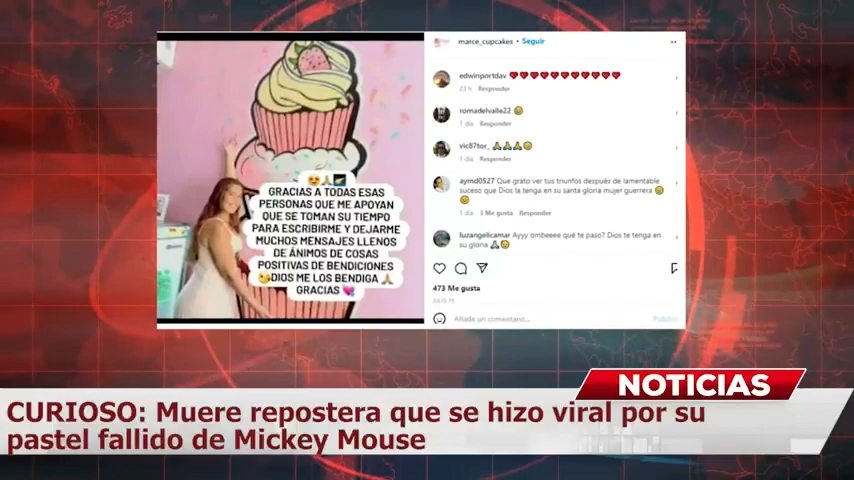 marce_cupcakes • Seguir
edwinportdav ❤❤❤❤❤❤❤❤❤❤❤
23 h Responder
romadelvalle22 😢
1 día Responder
vic87tor_ 🙏🙏🙏😢
1 día Responder
aymd0527 Que grato ver tus triunfos después de lamentable
suceso que Dios la tenga en su santa gloria mujer guerrera 😢
😢
1 día 3 Me gusta Responder
luzangelicamar Ayyy ombeeee qué te paso? Dios te tenga en
su gloria 🙏😢
473 Me gusta
Añade un comentario...
Publicar
😍🙏
GRACIAS A TODAS ESAS
PERSONAS QUE ME APOYAN
QUE SE TOMAN SU TIEMPO
PARA ESCRIBIRME Y DEJARME
MUCHOS MENSAJES LLENOS
DE ÁNIMOS DE COSAS
POSITIVAS DE BENDICIONES
😘DIOS ME LOS BENDIGA 🙏
GRACIAS 💘
NOTICIAS
CURIOSO: Muere repostera que se hizo viral por su
pastel fallido de Mickey Mouse